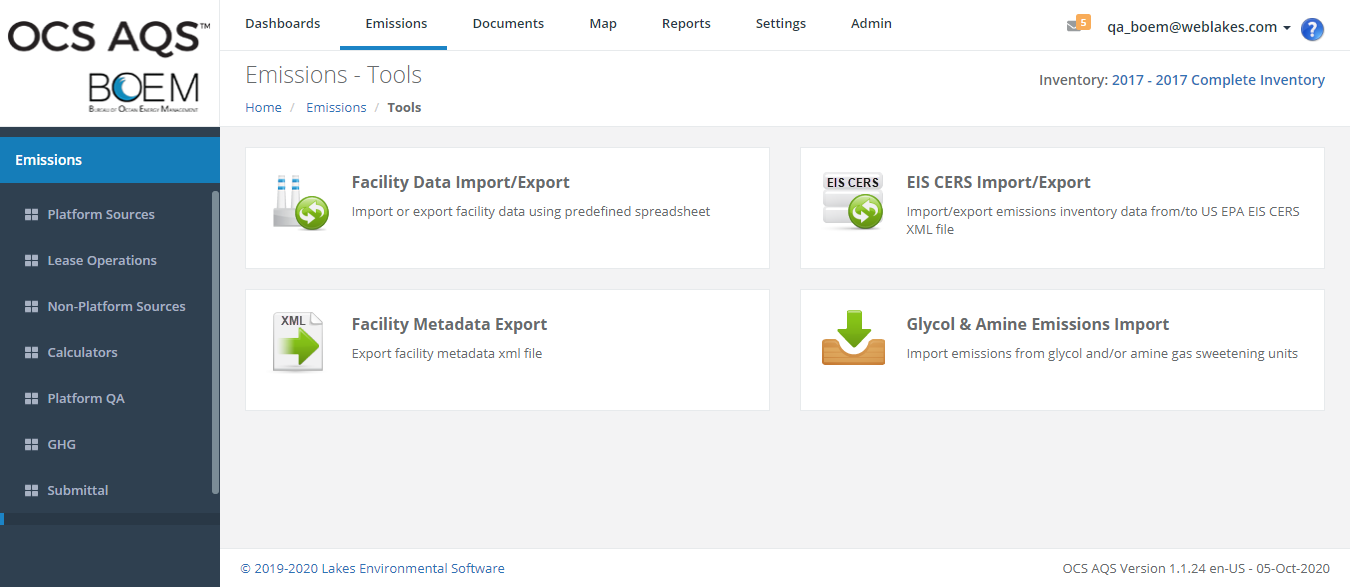 OCS AQS™
BOEM
BUREAU OF OCEAN ENERGY MANAGEMENT
Dashboards
Emissions
Documents
Map
Reports
Settings
Admin
5
qa_boem@weblakes.com
?
Emissions - Tools
Home / Emissions / Tools
Inventory: 2017 - 2017 Complete Inventory
Emissions
Platform Sources
Lease Operations
Non-Platform Sources
Calculators
Platform QA
GHG
Submittal
Facility Data Import/Export
Import or export facility data using predefined spreadsheet
EIS CERS
EIS CERS Import/Export
Import/export emissions inventory data from/to US EPA EIS CERS
XML file
XML
Facility Metadata Export
Export facility metadata xml file
Glycol & Amine Emissions Import
Import emissions from glycol and/or amine gas sweetening units
© 2019-2020 Lakes Environmental Software
OCS AQS Version 1.1.24 en-US - 05-Oct-2020